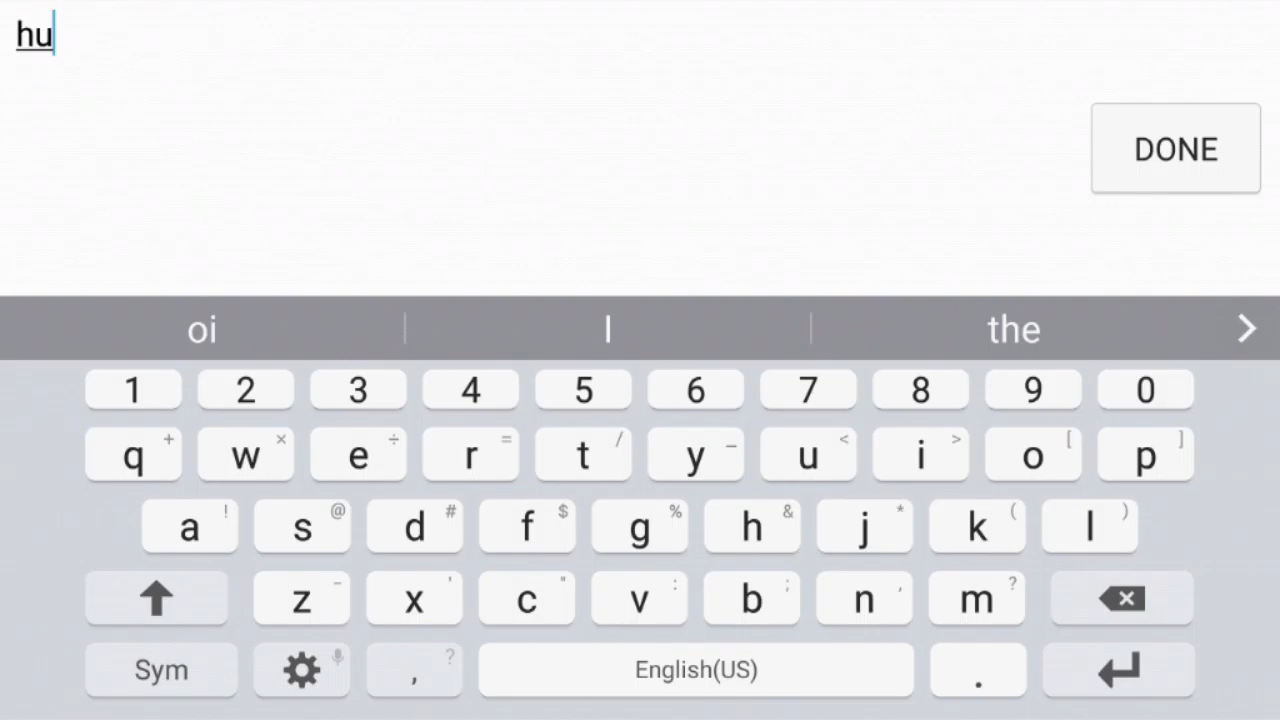 hu
DONE
oi I the
1 2 3 4 5 6 7 8 9 0
q + w × e ÷ r = t / y _ u < i > o [ p ]
a ! s @ d # f $ g % h & j * k ( l )
z - x ' c " v : b ; n , m ?
Sym , ? English(US) .